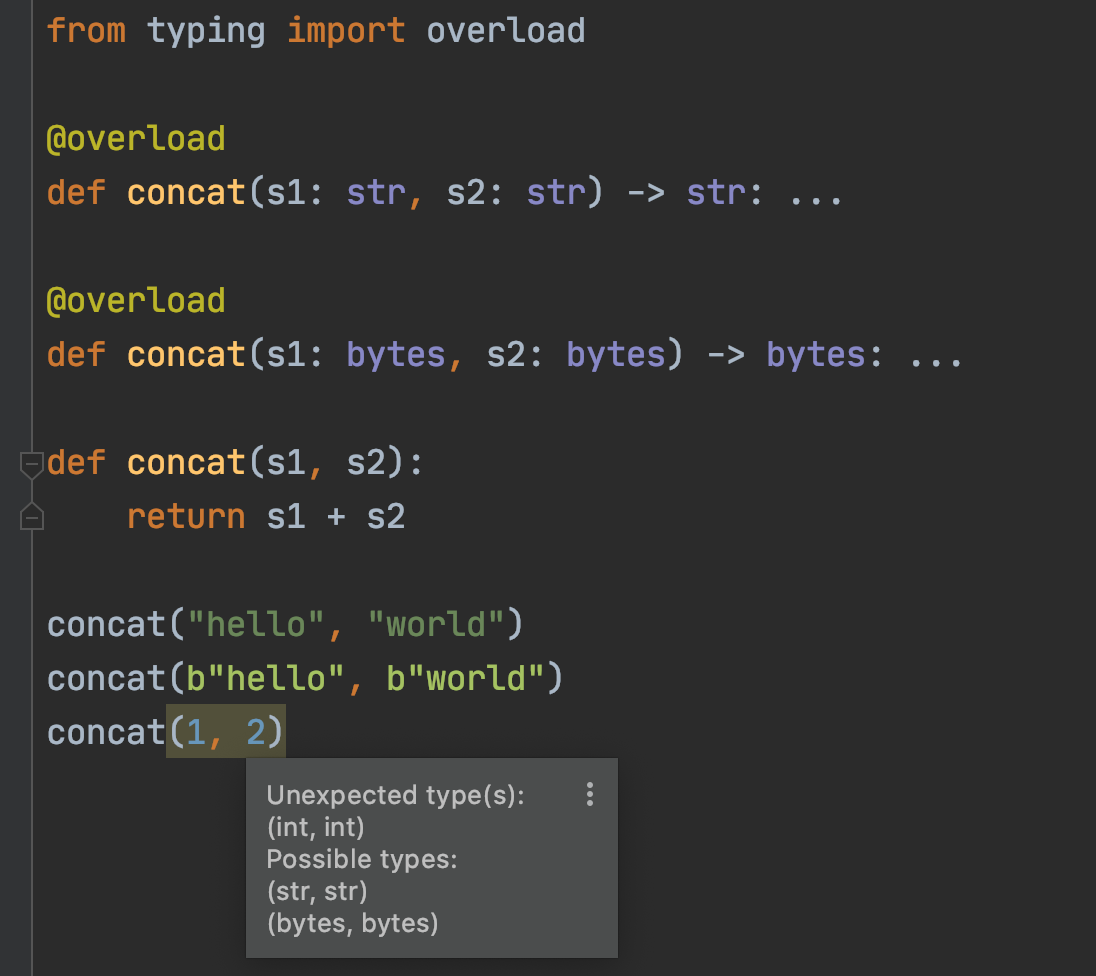 from typing import overload
@overload
def concat(s1: str, s2: str) -> str: ...
@overload
def concat(s1: bytes, s2: bytes) -> bytes: ...
def concat(s1, s2):
    return s1 + s2
concat("hello", "world")
concat(b"hello", b"world")
concat(1, 2)
Unexpected type(s):
(int, int)
Possible types:
(str, str)
(bytes, bytes)